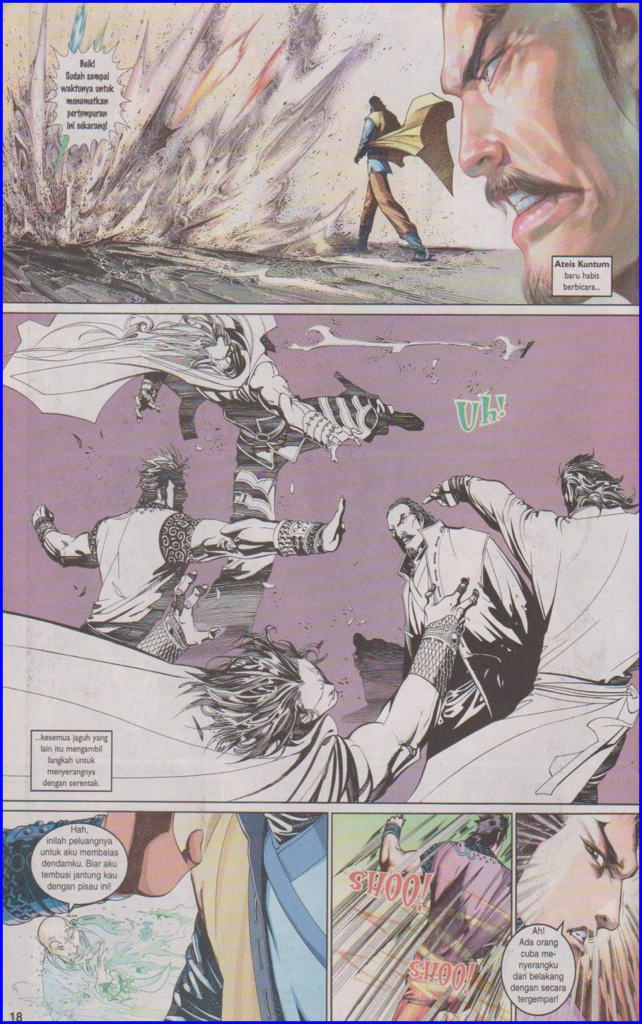 Baik!
Sudah sampai
waktunya untuk
menamatkan
pertempuran
ini sekarang!
Ateis Kuntum
baru habis
berbicara...
Uh!
...kesemua jaguh yang
lain itu mengambil
langkah untuk
menyerangnya
dengan serentak.
Hah,
inilah peluangnya
untuk aku membalas
dendamku. Biar aku
tembusi jantung kau
dengan pisau ini!
SHOO!
SHOO!
Ah!
Ada orang
cuba me-
nyerangku
dari belakang
dengan secara
tergempar!
18